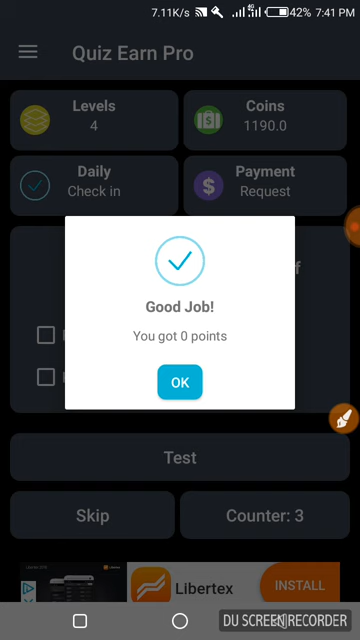 7.11K/s 4G 42% 7:41 PM
Quiz Earn Pro
Levels
4
Coins
1190.0
Daily
Check in
Payment
Request
Good Job!
You got 0 points
OK
Test
Skip
Counter: 3
Libertex
INSTALL
DU SCREEN RECORDER